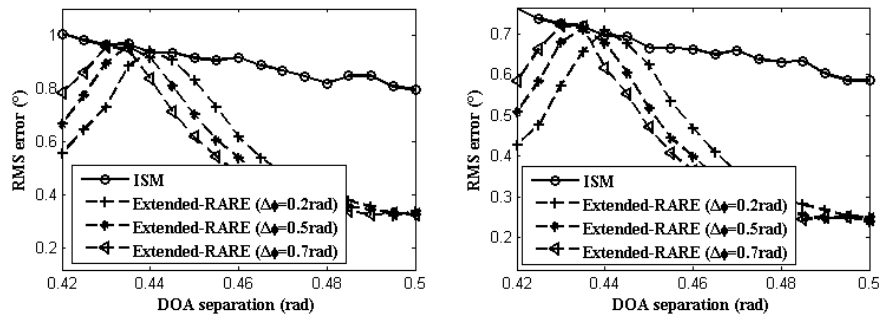 1
0.8
0.6
0.4
0.2
RMS error (°)
ISM
Extended-RARE (Δϕ=0.2rad)
Extended-RARE (Δϕ=0.5rad)
Extended-RARE (Δϕ=0.7rad)
0.42 0.44 0.46 0.48 0.5
DOA separation (rad)
0.7
0.6
0.5
0.4
0.3
0.2
RMS error (°)
ISM
Extended-RARE (Δϕ=0.2rad)
Extended-RARE (Δϕ=0.5rad)
Extended-RARE (Δϕ=0.7rad)
0.42 0.44 0.46 0.48 0.5
DOA separation (rad)